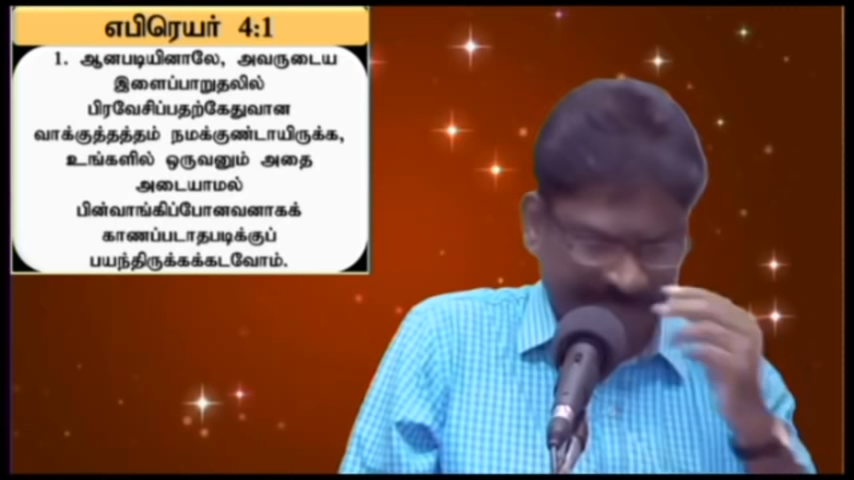 எபிரெயர் 4:1
1. ஆனபடியினாலே, அவருடைய
இளைப்பாறுதலில்
பிரவேசிப்பதற்கேதுவான
வாக்குத்தத்தம் நமக்குண்டாயிருக்க,
உங்களில் ஒருவனும் அதை
அடையாமல்
பின்வாங்கிப்போனவனாகக்
காணப்படாதபடிக்குப்
பயந்திருக்கக்கடவோம்.